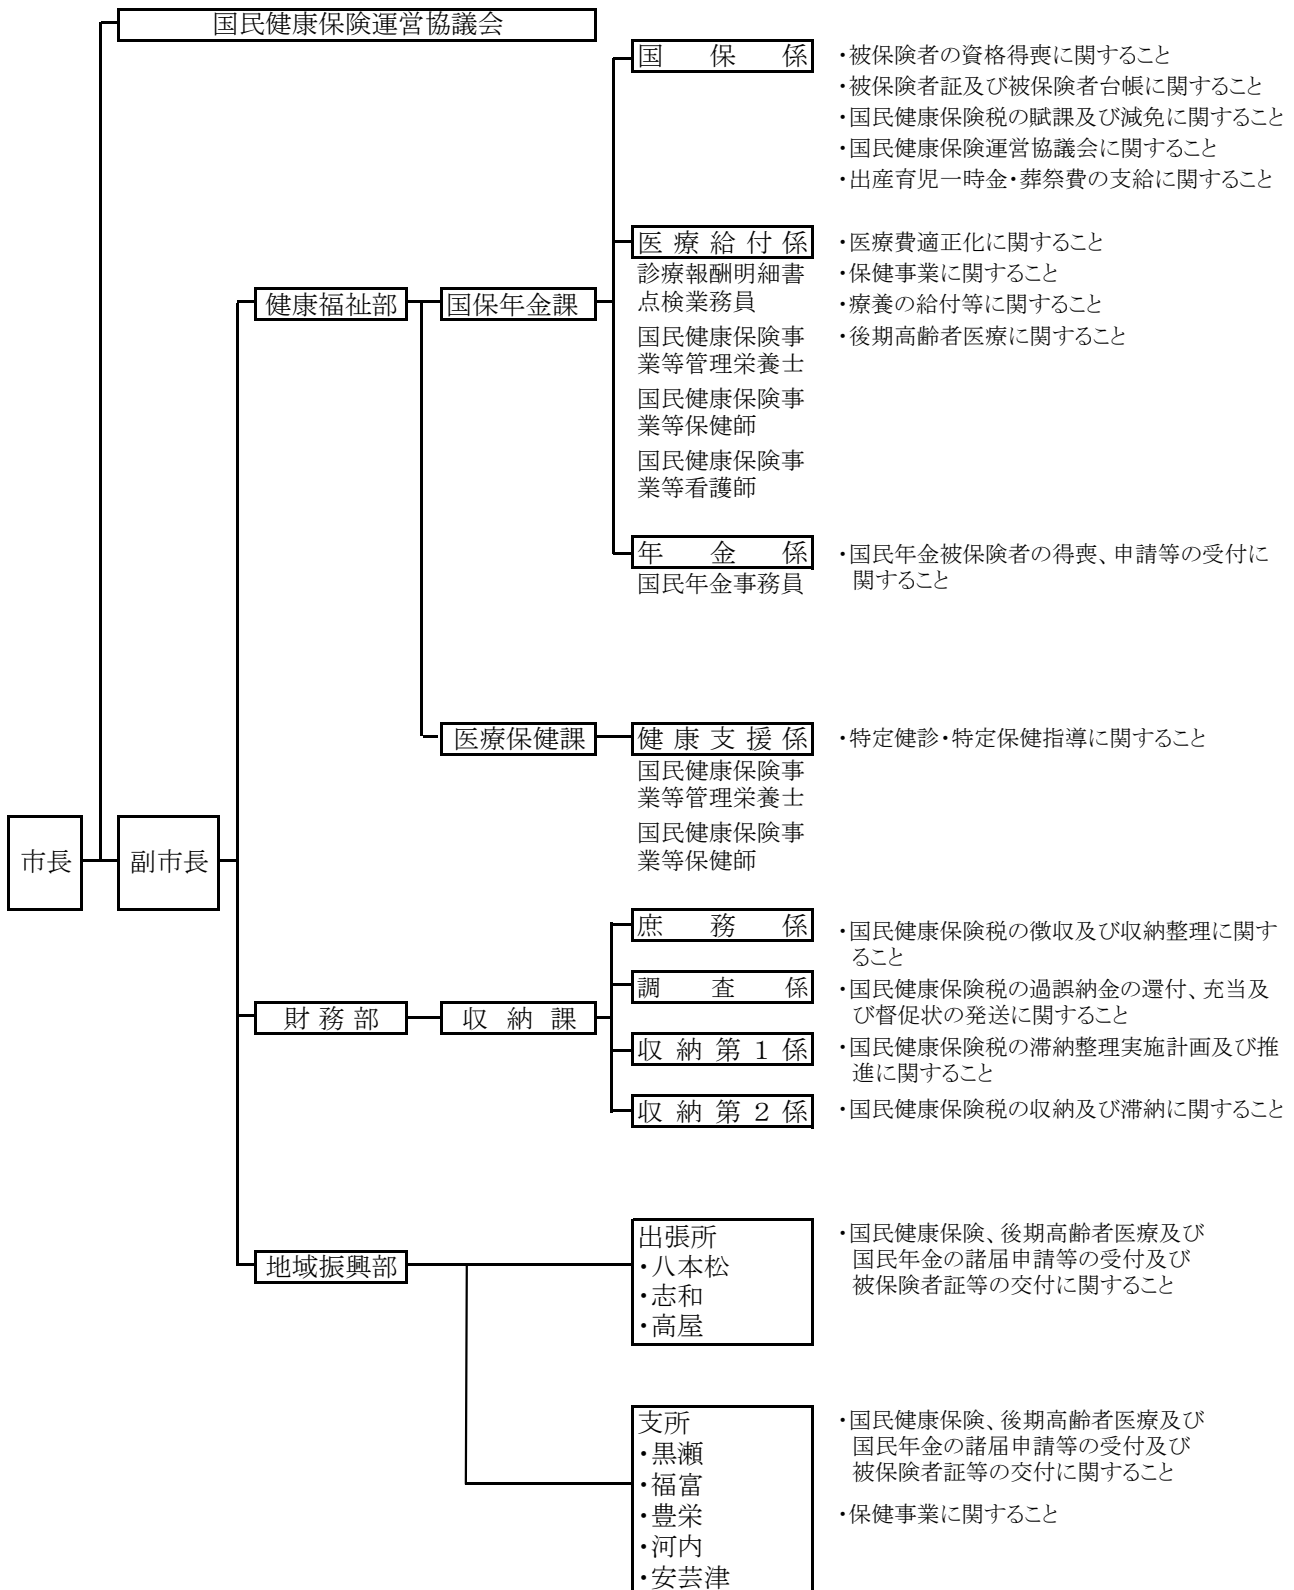 国民健康保険運営協議会
国保係
・被保険者の資格得喪に関すること
・被保険者証及び被保険者台帳に関すること
・国民健康保険税の賦課及び減免に関すること
・国民健康保険運営協議会に関すること
・出産育児一時金・葬祭費の支給に関すること
医療給付係
診療報酬明細書
点検業務員
国民健康保険事
業等管理栄養士
国民健康保険事
業等保健師
国民健康保険事
業等看護師
・医療費適正化に関すること
・保健事業に関すること
・療養の給付等に関すること
・後期高齢者医療に関すること
健康福祉部
国保年金課
年金係
国民年金事務員
・国民年金被保険者の得喪、申請等の受付に
関すること
医療保健課
健康支援係
国民健康保険事
業等管理栄養士
国民健康保険事
業等保健師
・特定健診・特定保健指導に関すること
市長
副市長
庶務係
・国民健康保険税の徴収及び収納整理に関す
ること
調査係
・国民健康保険税の過誤納金の還付、充当及
び督促状の発送に関すること
財務部
収納課
収納第1係
・国民健康保険税の滞納整理実施計画及び推
進に関すること
収納第2係
・国民健康保険税の収納及び滞納に関すること
地域振興部
出張所
・八本松
・志和
・高屋
・国民健康保険、後期高齢者医療及び
国民年金の諸届申請等の受付及び
被保険者証等の交付に関すること
支所
・黒瀬
・福富
・豊栄
・河内
・安芸津
・国民健康保険、後期高齢者医療及び
国民年金の諸届申請等の受付及び
被保険者証等の交付に関すること
・保健事業に関すること